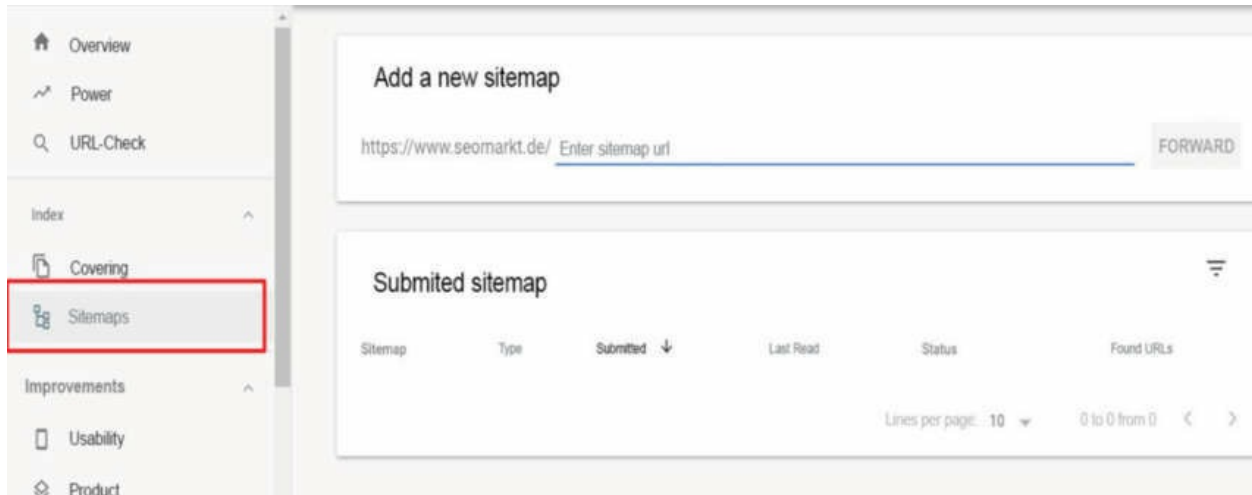 Overview
Power
URL-Check
Index
Covering
Sitemaps
Improvements
Usability
Product
Add a new sitemap
https://www.seomarkt.de/ Enter sitemap url FORWARD
Submited sitemap
Sitemap Type Submitted Last Read Status Found URLs
Lines per page: 10 0 to 0 from 0